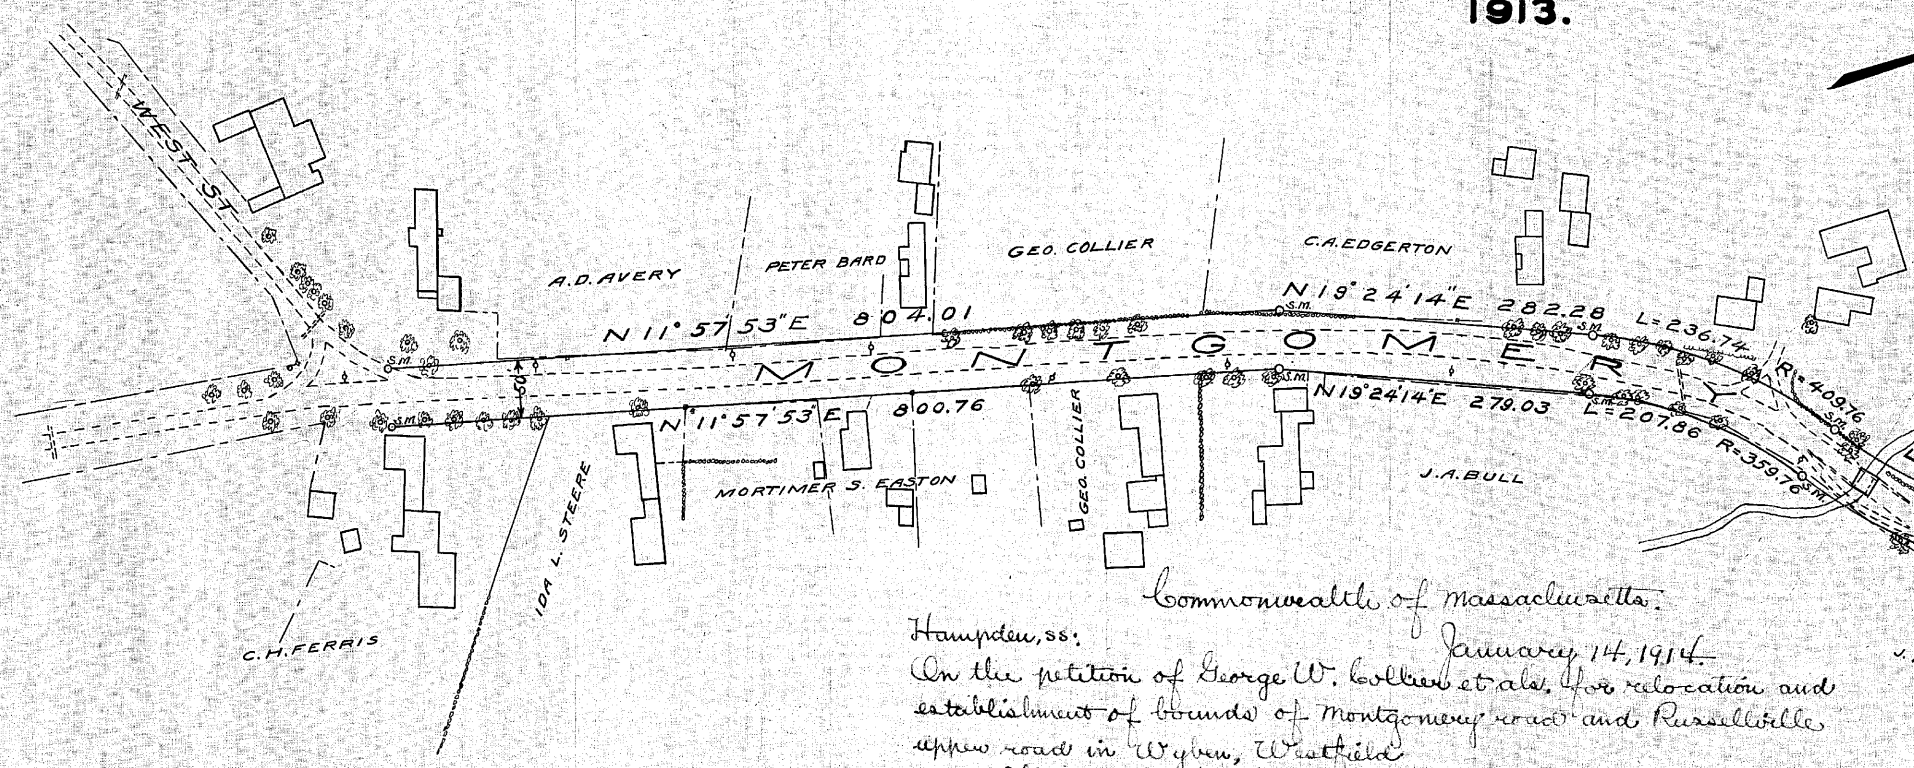 1913.
WEST ST.
A.D. AVERY
PETER BARD
GEO. COLLIER
C.A. EDGERTON
N 11° 57' 53" E 804.01
N 19° 24' 14" E 282.28
L=236.74
R=409.76
S.M.
S.M.
S.M.
S.M.
MONTGOMERY
50
S.M.
S.M.
S.M.
S.M.
N 11° 57' 53" E 800.76
N 19° 24' 14" E 279.03
L=207.86 R=359.76
MORTIMER S. EASTON
GEO. COLLIER
J.A. BULL
IDA L. STEERE
C.H. FERRIS
Commonwealth of Massachusetts.
Hampden, ss.
January 14, 1914.
On the petition of George W. Collier et als. for relocation and
establishment of bounds of Montgomery road and Russellville
upper road in Wyben, Westfield